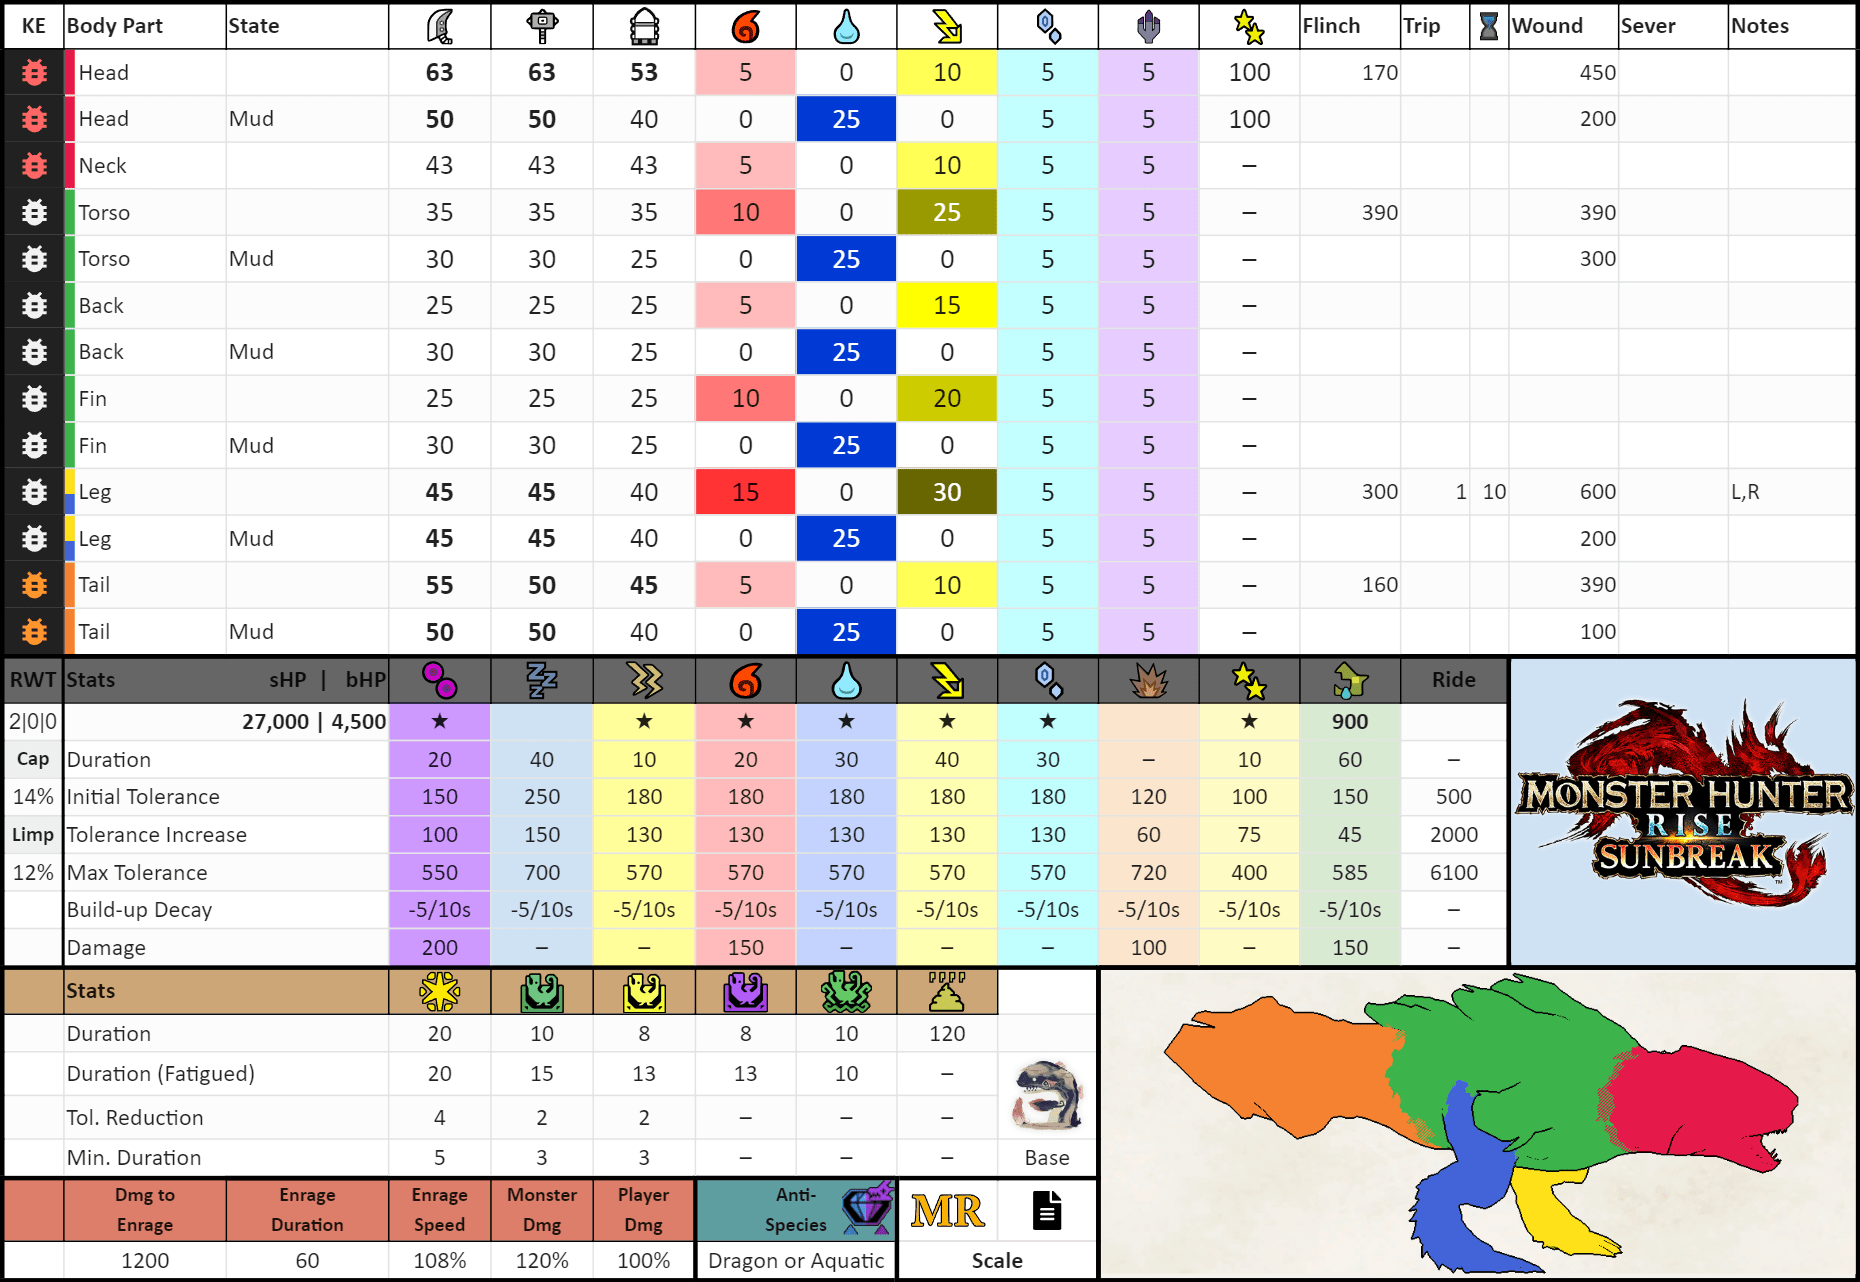 KE Body Part State Flinch Trip Wound Sever Notes
Head 63 63 53 5 0 10 5 5 100 170 450
Head Mud 50 50 40 0 25 0 5 5 100 200
Neck 43 43 43 5 0 10 5 5 –
Torso 35 35 35 10 0 25 5 5 – 390 390
Torso Mud 30 30 25 0 25 0 5 5 – 300
Back 25 25 25 5 0 15 5 5 –
Back Mud 30 30 25 0 25 0 5 5 –
Fin 25 25 25 10 0 20 5 5 –
Fin Mud 30 30 25 0 25 0 5 5 –
Leg 45 45 40 15 0 30 5 5 – 300 1 10 600 L,R
Leg Mud 45 45 40 0 25 0 5 5 – 200
Tail 55 50 45 5 0 10 5 5 – 160 390
Tail Mud 50 50 40 0 25 0 5 5 – 100
RWT Stats sHP | bHP Ride
2|0|0 27,000 | 4,500 ★ ★ ★ ★ ★ ★ ★ 900
Cap Duration 20 40 10 20 30 40 30 – 10 60 –
14% Initial Tolerance 150 250 180 180 180 180 180 120 100 150 500
Limp Tolerance Increase 100 150 130 130 130 130 130 60 75 45 2000
12% Max Tolerance 550 700 570 570 570 570 570 720 400 585 6100
Build-up Decay -5/10s -5/10s -5/10s -5/10s -5/10s -5/10s -5/10s -5/10s -5/10s -5/10s –
Damage 200 – – 150 – – – 100 – 150 –
MONSTER HUNTER
RISE
SUNBREAK™
Stats
Duration 20 10 8 8 10 120
Duration (Fatigued) 20 15 13 13 10 –
Tol. Reduction 4 2 2 – – –
Min. Duration 5 3 3 – – – Base
Dmg to Enrage Enrage Monster Player Anti-
Enrage Duration Speed Dmg Dmg Species MR
1200 60 108% 120% 100% Dragon or Aquatic Scale